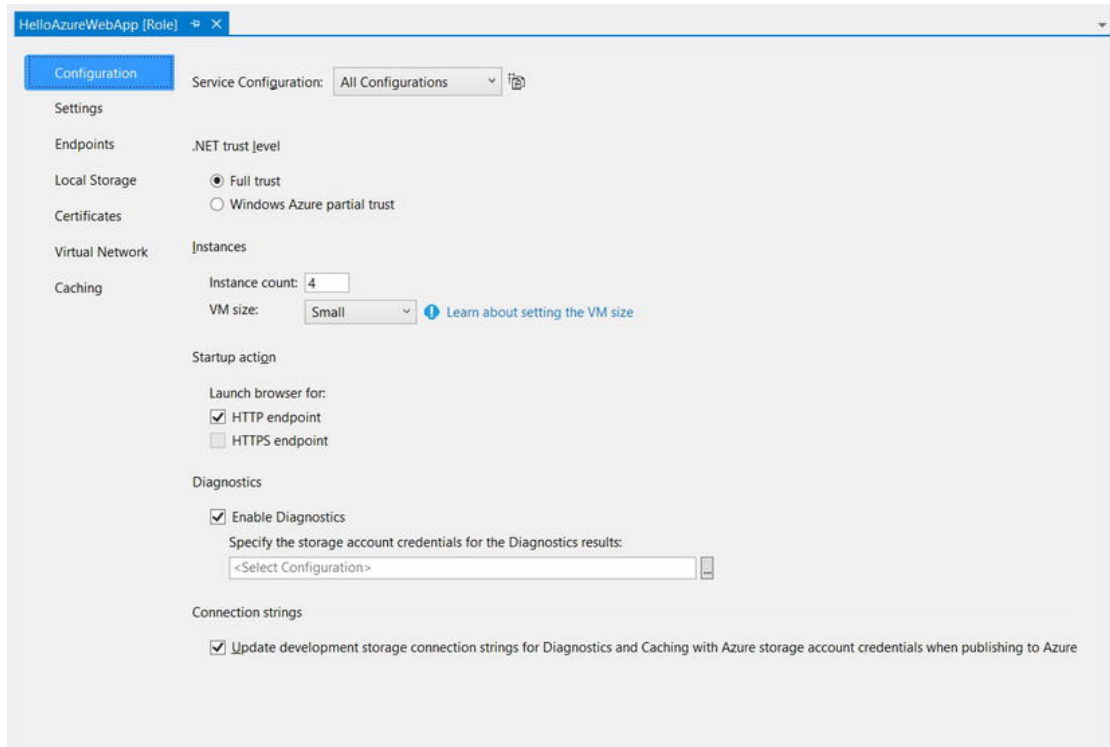 HelloAzureWebApp [Role]
Configuration
Settings
Endpoints
Local Storage
Certificates
Virtual Network
Caching
Service Configuration: All Configurations
.NET trust level
Full trust
Windows Azure partial trust
Instances
Instance count: 4
VM size: Small Learn about setting the VM size
Startup action
Launch browser for:
HTTP endpoint
HTTPS endpoint
Diagnostics
Enable Diagnostics
Specify the storage account credentials for the Diagnostics results:
<Select Configuration>
...
Connection strings
Update development storage connection strings for Diagnostics and Caching with Azure storage account credentials when publishing to Azure